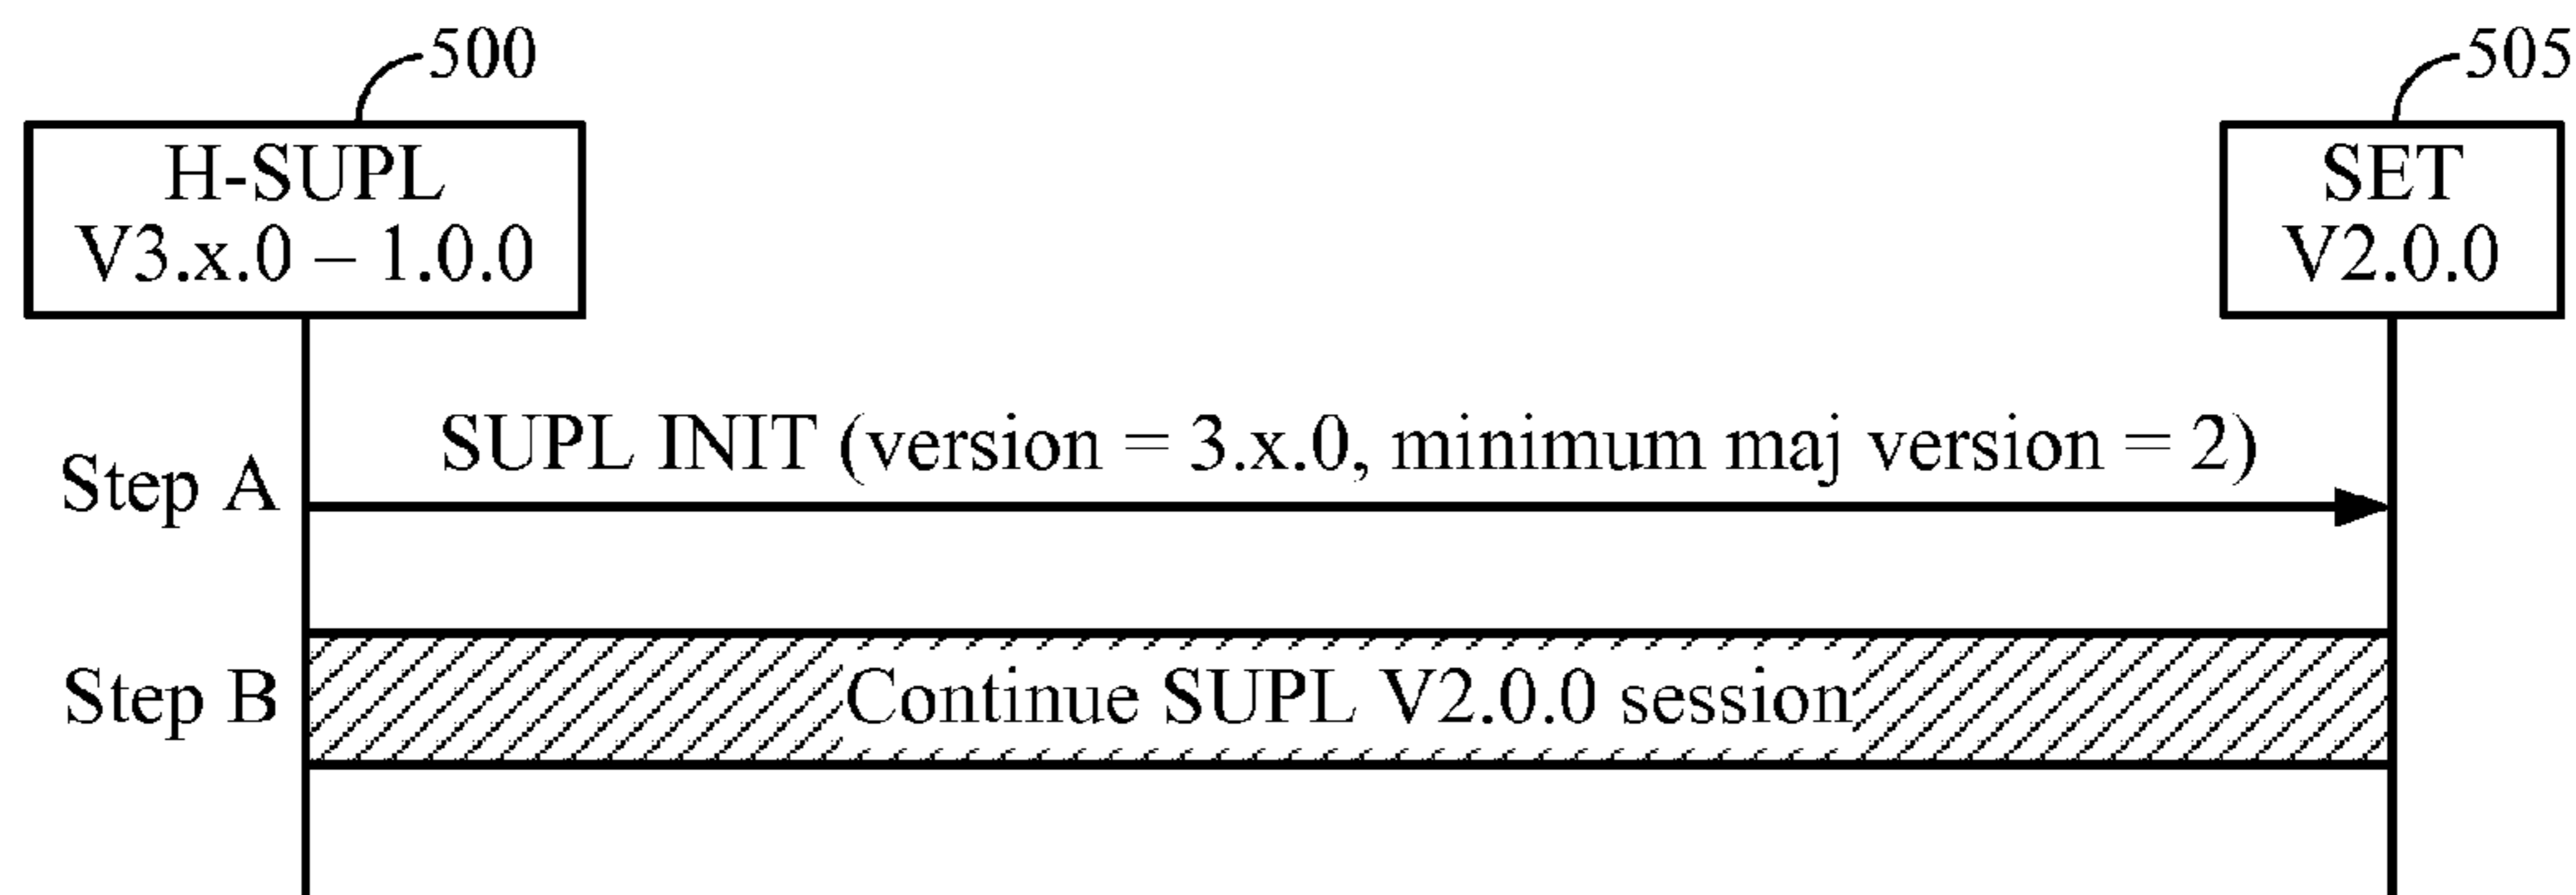 500
505
H-SUPL
V3.x.0 – 1.0.0
SET
V2.0.0
SUPL INIT (version = 3.x.0, minimum maj version = 2)
Step A
Step B
Continue SUPL V2.0.0 session